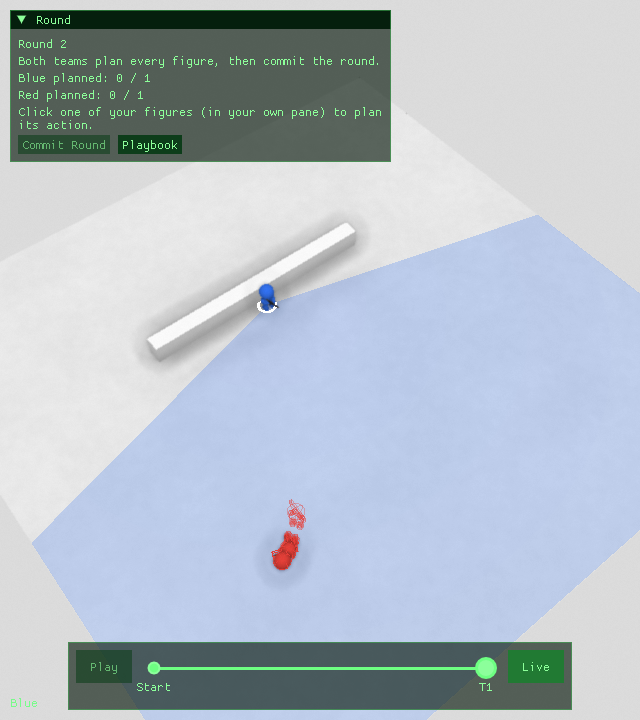 Round
Round 2
Both teams plan every figure, then commit the round.
Blue planned: 0 / 1
Red planned: 0 / 1
Click one of your figures (in your own pane) to plan
its action.
Commit Round Playbook
Play Live
Start T1
Blue